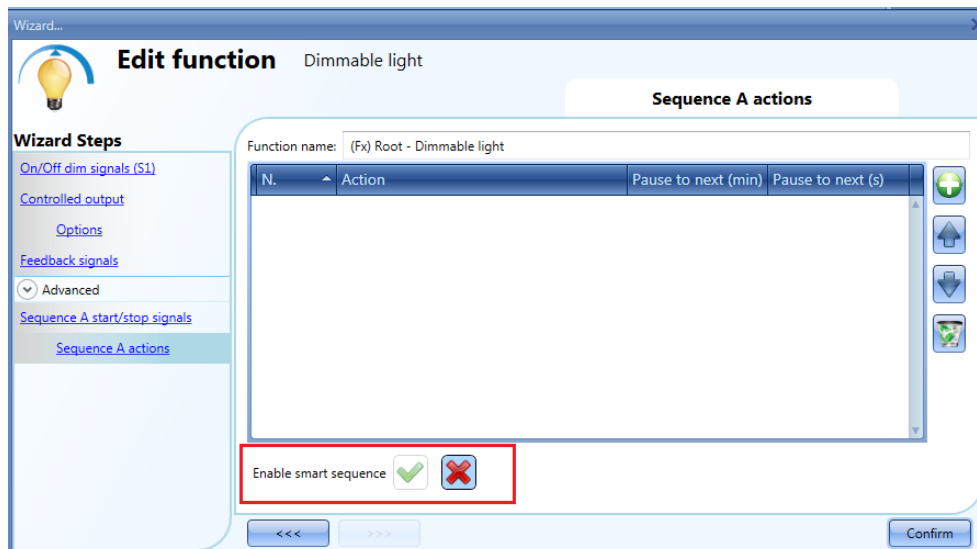 Wizard...
Edit function Dimmable light
Sequence A actions
Wizard Steps
On/Off dim signals (S1)
Controlled output
Options
Feedback signals
Advanced
Sequence A start/stop signals
Sequence A actions
Function name: (Fx) Root - Dimmable light
N. Action Pause to next (min) Pause to next (s)
Enable smart sequence
<<< >>> Confirm